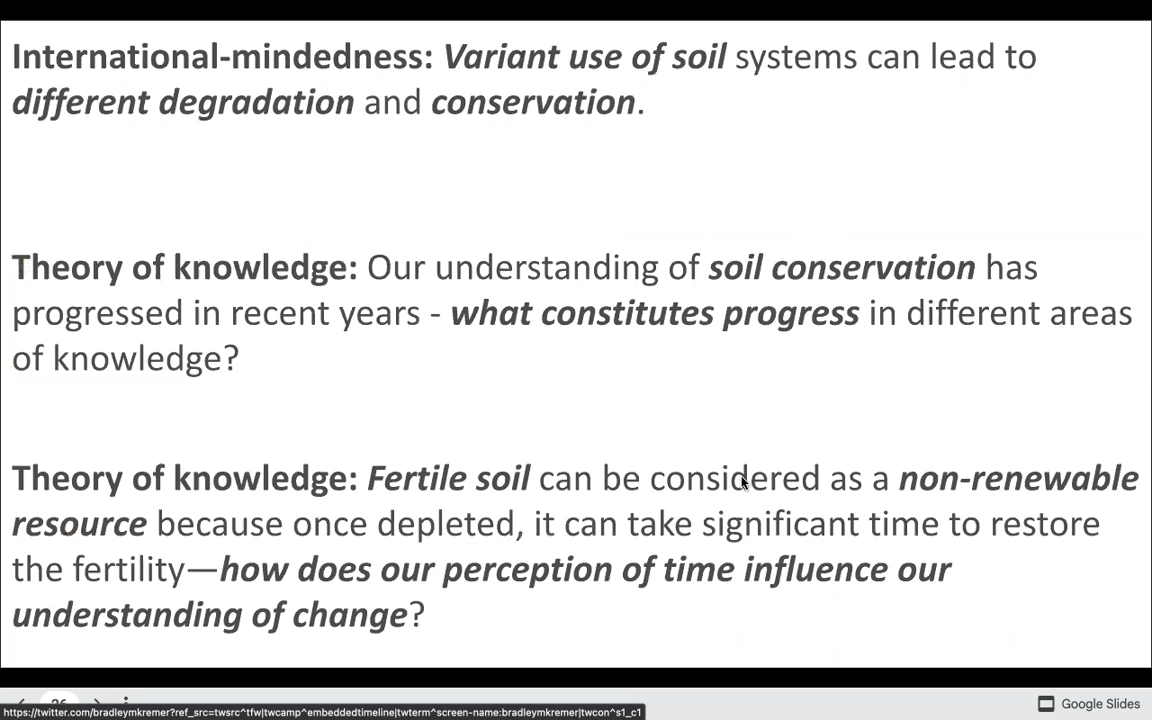 International-mindedness: Variant use of soil systems can lead to
different degradation and conservation.
Theory of knowledge: Our understanding of soil conservation has
progressed in recent years - what constitutes progress in different areas
of knowledge?
Theory of knowledge: Fertile soil can be considered as a non-renewable
resource because once depleted, it can take significant time to restore
the fertility—how does our perception of time influence our
understanding of change?
26
Google Slides
https://twitter.com/bradleymkremer?ref_src=twsrc^tfw|twcamp^embeddedtimeline|twterm^screen-name:bradleymkremer|twcon^s1_c1